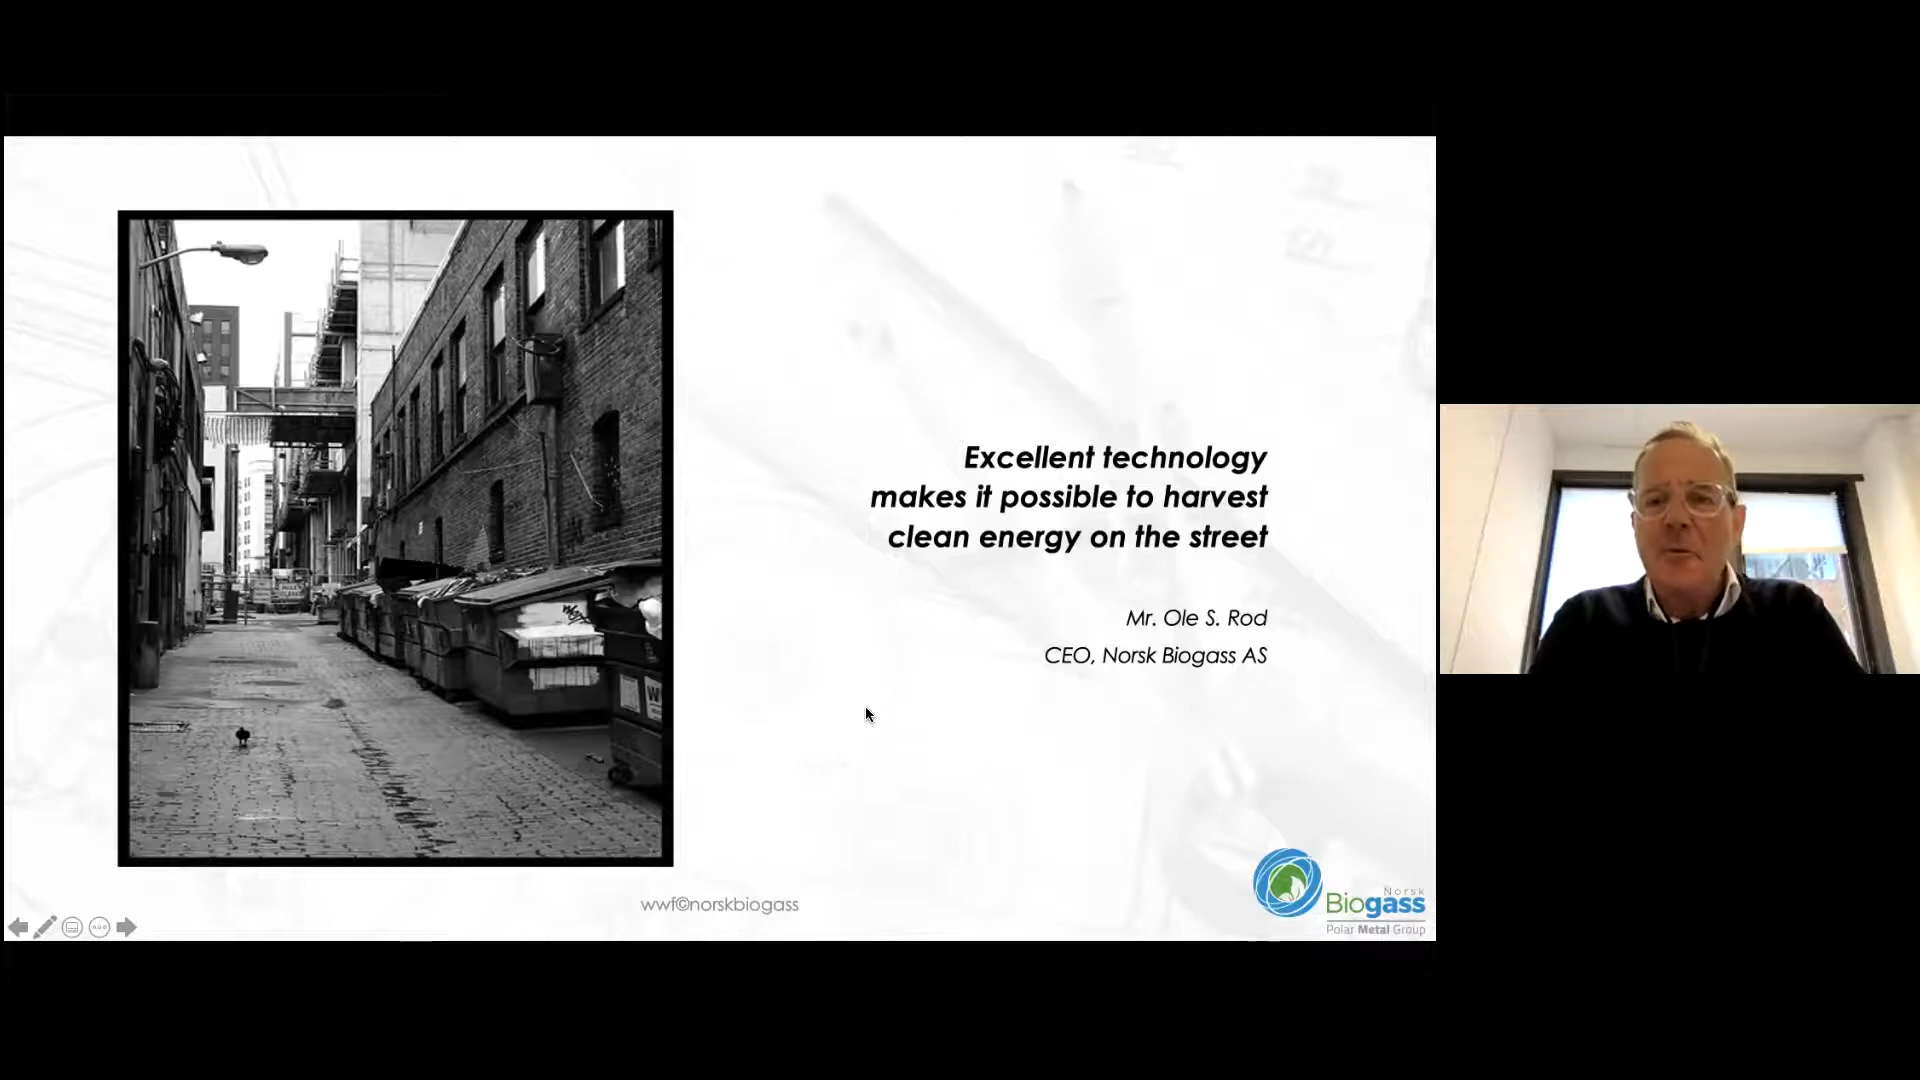 Excellent technology
makes it possible to harvest
clean energy on the street
Mr. Ole S. Rod
CEO, Norsk Biogass AS
wwf©norskbiogass
Norsk
Biogass
Polar Metal Group